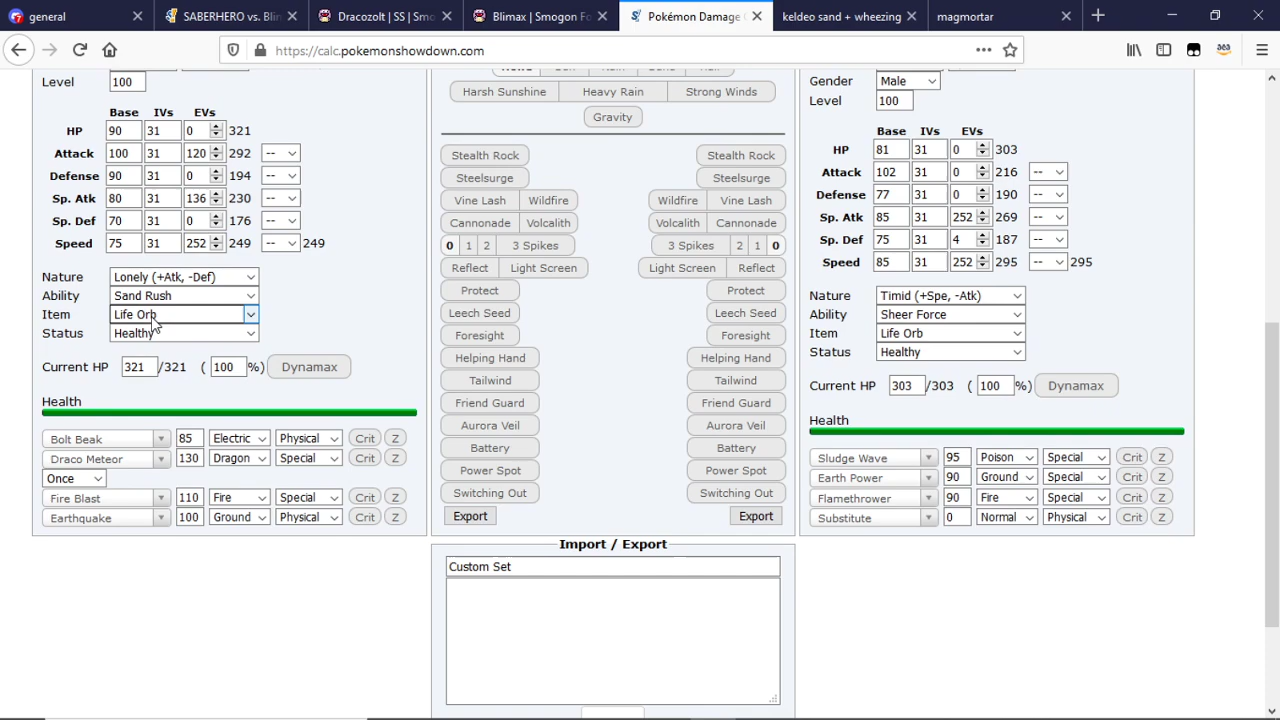 general
SABERHERO vs. Blim
Dracozolt | SS | Smo
Blimax | Smogon Fo
Pokémon Damage C
keldeo sand + wheezing
magmortar
https://calc.pokemonshowdown.com
Level 100
Base IVs EVs
HP 90 31 0 321
Attack 100 31 120 292 --
Defense 90 31 0 194 --
Sp. Atk 80 31 136 230 --
Sp. Def 70 31 0 176 --
Speed 75 31 252 249 -- 249
Nature Lonely (+Atk, -Def)
Ability Sand Rush
Item Life Orb
Status Healthy
Current HP 321 /321 ( 100 %) Dynamax
Health
Bolt Beak 85 Electric Physical Crit Z
Draco Meteor 130 Dragon Special Crit Z
Once
Fire Blast 110 Fire Special Crit Z
Earthquake 100 Ground Physical Crit Z
Harsh Sunshine Heavy Rain Strong Winds
Gravity
Stealth Rock Stealth Rock
Steelsurge Steelsurge
Vine Lash Wildfire Wildfire Vine Lash
Cannonade Volcalith Volcalith Cannonade
0 1 2 3 Spikes 3 Spikes 2 1 0
Reflect Light Screen Light Screen Reflect
Protect Protect
Leech Seed Leech Seed
Foresight Foresight
Helping Hand Helping Hand
Tailwind Tailwind
Friend Guard Friend Guard
Aurora Veil Aurora Veil
Battery Battery
Power Spot Power Spot
Switching Out Switching Out
Export Export
Import / Export
Custom Set
Gender Male
Level 100
Base IVs EVs
HP 81 31 0 303
Attack 102 31 0 216 --
Defense 77 31 0 190 --
Sp. Atk 85 31 252 269 --
Sp. Def 75 31 4 187 --
Speed 85 31 252 295 -- 295
Nature Timid (+Spe, -Atk)
Ability Sheer Force
Item Life Orb
Status Healthy
Current HP 303 /303 ( 100 %) Dynamax
Health
Sludge Wave 95 Poison Special Crit Z
Earth Power 90 Ground Special Crit Z
Flamethrower 90 Fire Special Crit Z
Substitute 0 Normal Physical Crit Z